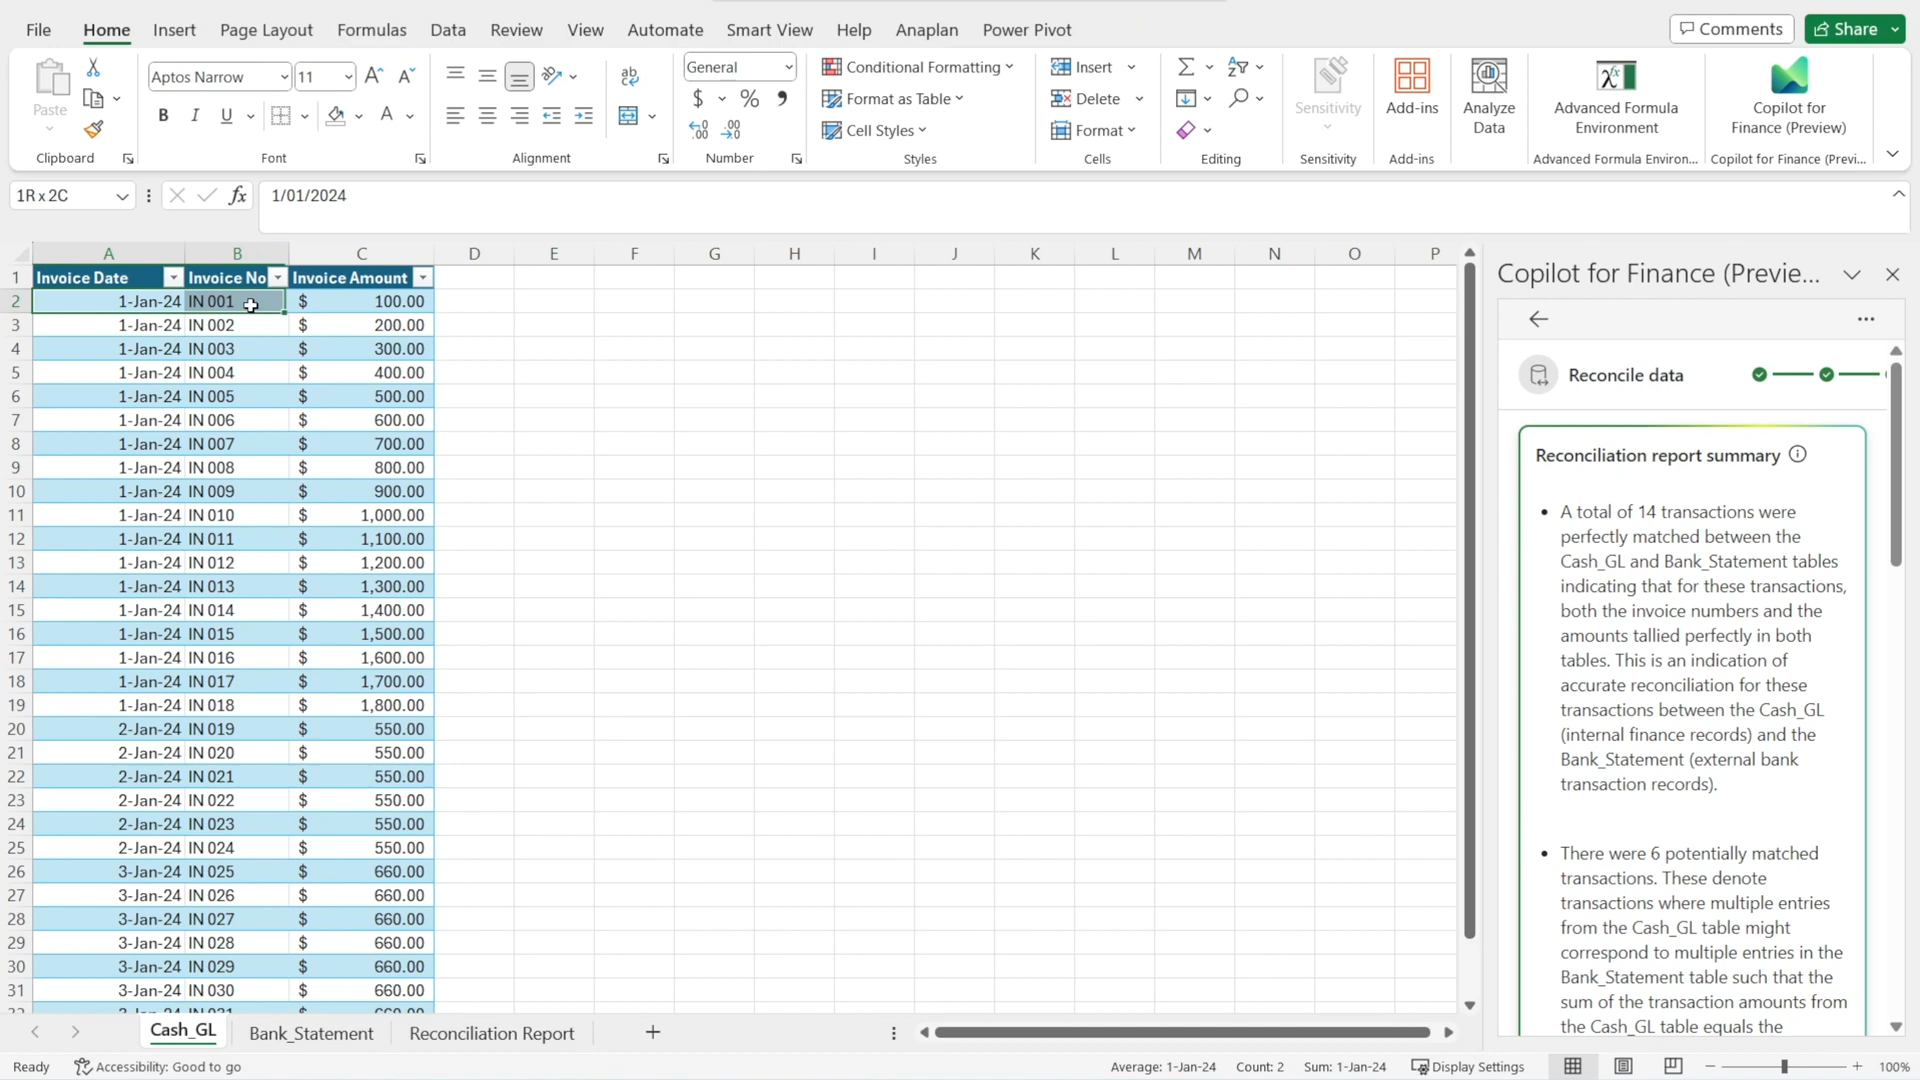 File Home Insert Page Layout Formulas Data Review View Automate Smart View Help Anaplan Power Pivot Comments Share
Paste
Clipboard
Aptos Narrow 11 A A
B I U A
Font
ab
Alignment
General
$ % 9
.00 .00
Number
Conditional Formatting
Format as Table
Cell Styles
Styles
Insert
Delete
Format
Cells
Editing
Sensitivity
Sensitivity
Add-ins
Add-ins
Analyze
Data
Advanced Formula
Environment
Advanced Formula Environ...
Copilot for
Finance (Preview)
Copilot for Finance (Previ...
1R x 2C fx 1/01/2024
A B C D E F G H I J K L M N O P
1 Invoice Date Invoice No Invoice Amount
2 1-Jan-24 IN 001 $ 100.00
3 1-Jan-24 IN 002 $ 200.00
4 1-Jan-24 IN 003 $ 300.00
5 1-Jan-24 IN 004 $ 400.00
6 1-Jan-24 IN 005 $ 500.00
7 1-Jan-24 IN 006 $ 600.00
8 1-Jan-24 IN 007 $ 700.00
9 1-Jan-24 IN 008 $ 800.00
10 1-Jan-24 IN 009 $ 900.00
11 1-Jan-24 IN 010 $ 1,000.00
12 1-Jan-24 IN 011 $ 1,100.00
13 1-Jan-24 IN 012 $ 1,200.00
14 1-Jan-24 IN 013 $ 1,300.00
15 1-Jan-24 IN 014 $ 1,400.00
16 1-Jan-24 IN 015 $ 1,500.00
17 1-Jan-24 IN 016 $ 1,600.00
18 1-Jan-24 IN 017 $ 1,700.00
19 1-Jan-24 IN 018 $ 1,800.00
20 2-Jan-24 IN 019 $ 550.00
21 2-Jan-24 IN 020 $ 550.00
22 2-Jan-24 IN 021 $ 550.00
23 2-Jan-24 IN 022 $ 550.00
24 2-Jan-24 IN 023 $ 550.00
25 2-Jan-24 IN 024 $ 550.00
26 3-Jan-24 IN 025 $ 660.00
27 3-Jan-24 IN 026 $ 660.00
28 3-Jan-24 IN 027 $ 660.00
29 3-Jan-24 IN 028 $ 660.00
30 3-Jan-24 IN 029 $ 660.00
31 3-Jan-24 IN 030 $ 660.00
Copilot for Finance (Previe...
Reconcile data
Reconciliation report summary
• A total of 14 transactions were
perfectly matched between the
Cash_GL and Bank_Statement tables
indicating that for these transactions,
both the invoice numbers and the
amounts tallied perfectly in both
tables. This is an indication of
accurate reconciliation for these
transactions between the Cash_GL
(internal finance records) and the
Bank_Statement (external bank
transaction records).
• There were 6 potentially matched
transactions. These denote
transactions where multiple entries
from the Cash_GL table might
correspond to multiple entries in the
Bank_Statement table such that the
sum of the transaction amounts from
the Cash_GL table equals the
Cash_GL Bank_Statement Reconciliation Report
Ready Accessibility: Good to go Average: 1-Jan-24 Count: 2 Sum: 1-Jan-24 Display Settings 100%